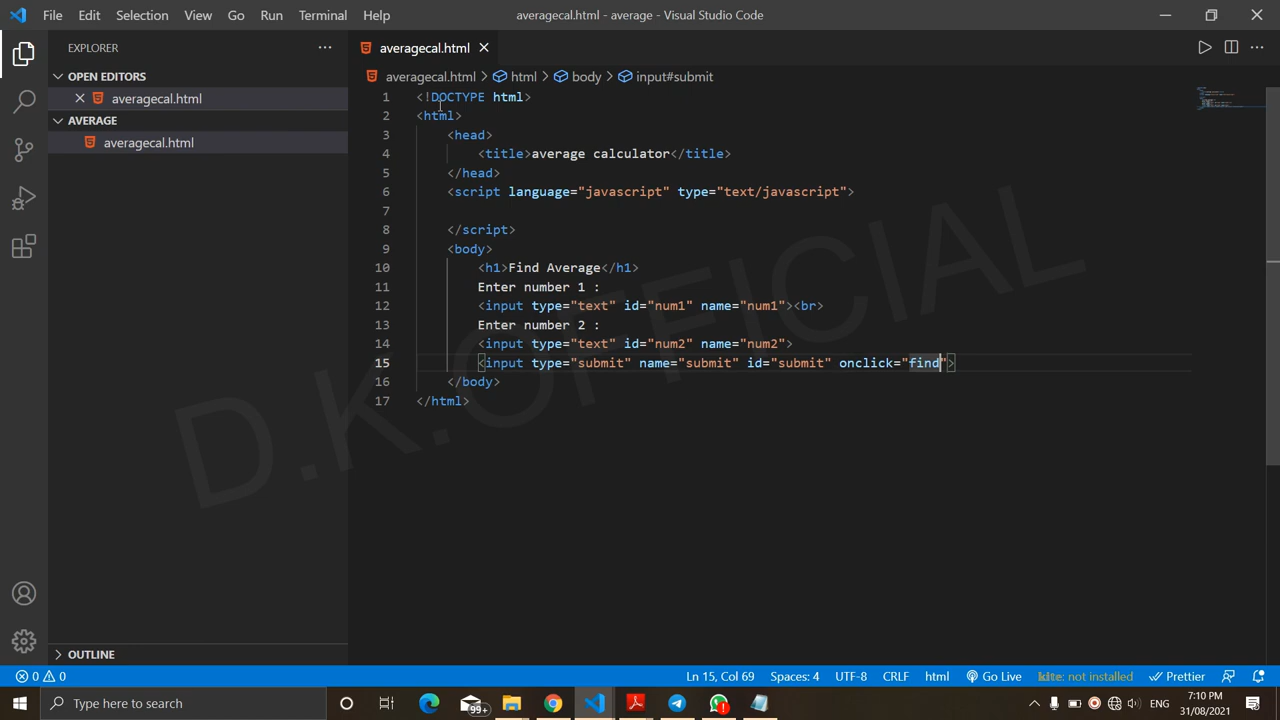 File Edit Selection View Go Run Terminal Help
averagecal.html - average - Visual Studio Code
EXPLORER
OPEN EDITORS
averagecal.html
AVERAGE
averagecal.html
OUTLINE
averagecal.html
averagecal.html > html > body > input#submit
1 <!DOCTYPE html>
2 <html>
3 <head>
4 <title>average calculator</title>
5 </head>
6 <script language="javascript" type="text/javascript">
7
8 </script>
9 <body>
10 <h1>Find Average</h1>
11 Enter number 1 :
12 <input type="text" id="num1" name="num1"><br>
13 Enter number 2 :
14 <input type="text" id="num2" name="num2">
15 <input type="submit" name="submit" id="submit" onclick="find">
16 </body>
17 </html>
D.K.OFFICIAL
0 0
Ln 15, Col 69 Spaces: 4 UTF-8 CRLF html Go Live kite: not installed Prettier
Type here to search
99+
ENG
7:10 PM
31/08/2021